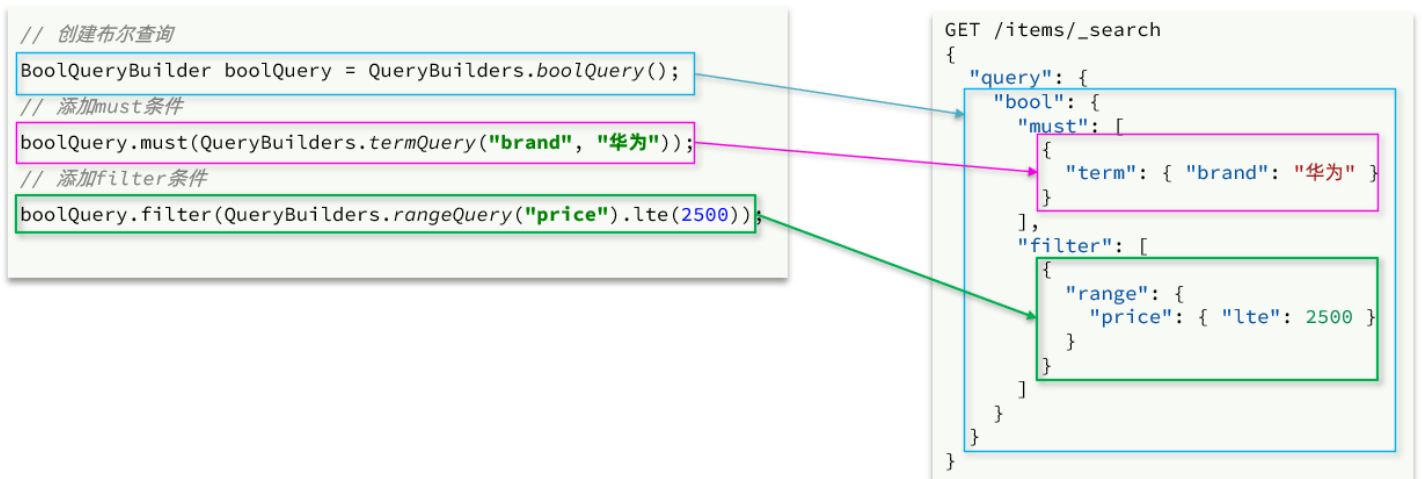 // 创建布尔查询
BoolQueryBuilder boolQuery = QueryBuilders.boolQuery();
// 添加must条件
boolQuery.must(QueryBuilders.termQuery("brand", "华为"));
// 添加filter条件
boolQuery.filter(QueryBuilders.rangeQuery("price").lte(2500));
GET /items/_search
{
  "query": {
    "bool": {
      "must": [
        {
          "term": { "brand": "华为" }
        }
      ],
      "filter": [
        {
          "range": {
            "price": { "lte": 2500 }
          }
        }
      ]
    }
  }
}